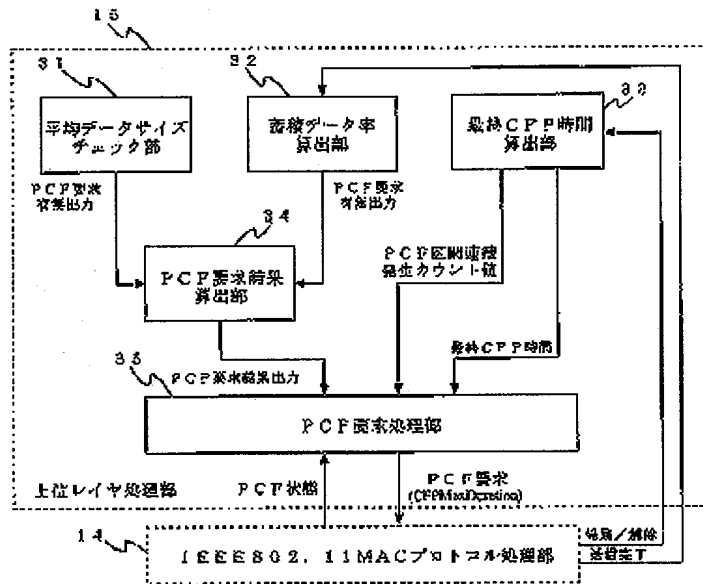 １５
３１
平均データサイズ
チェック部
３２
蓄積データ率
算出部
３３
最終ＣＦＰ時間
算出部
ＰＣＦ要求
有無出力
ＰＣＦ要求
有無出力
３４
ＰＣＦ要求結果
算出部
ＰＣＦ区間連続
発生カウント値
最終ＣＦＰ時間
３５
ＰＣＦ要求結果出力
ＰＣＦ要求処理部
上位レイヤ処理部
ＰＣＦ状態
ＰＣＦ要求
(CFPMaxDuration)
１４
ＩＥＥＥ８０２．１１ＭＡＣプロトコル処理部
／解除
送信完了